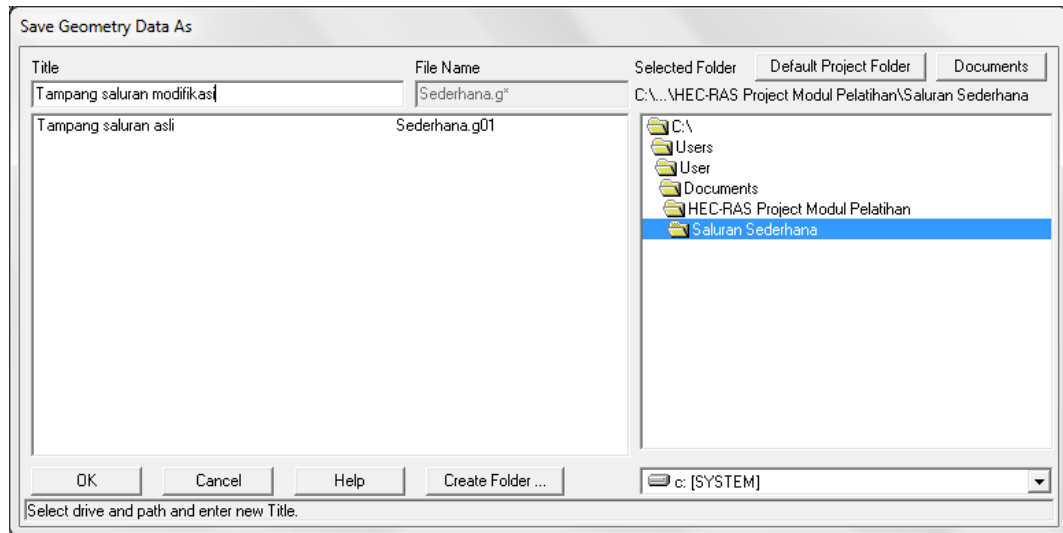 Save Geometry Data As
Title File Name Selected Folder Default Project Folder Documents
Tampang saluran modifikasi Sederhana.g* C:\...\HEC-RAS Project Modul Pelatihan\Saluran Sederhana
Tampang saluran asli Sederhana.g01 C:\
Users
User
Documents
HEC-RAS Project Modul Pelatihan
Saluran Sederhana
OK Cancel Help Create Folder ... c: [SYSTEM]
Select drive and path and enter new Title.